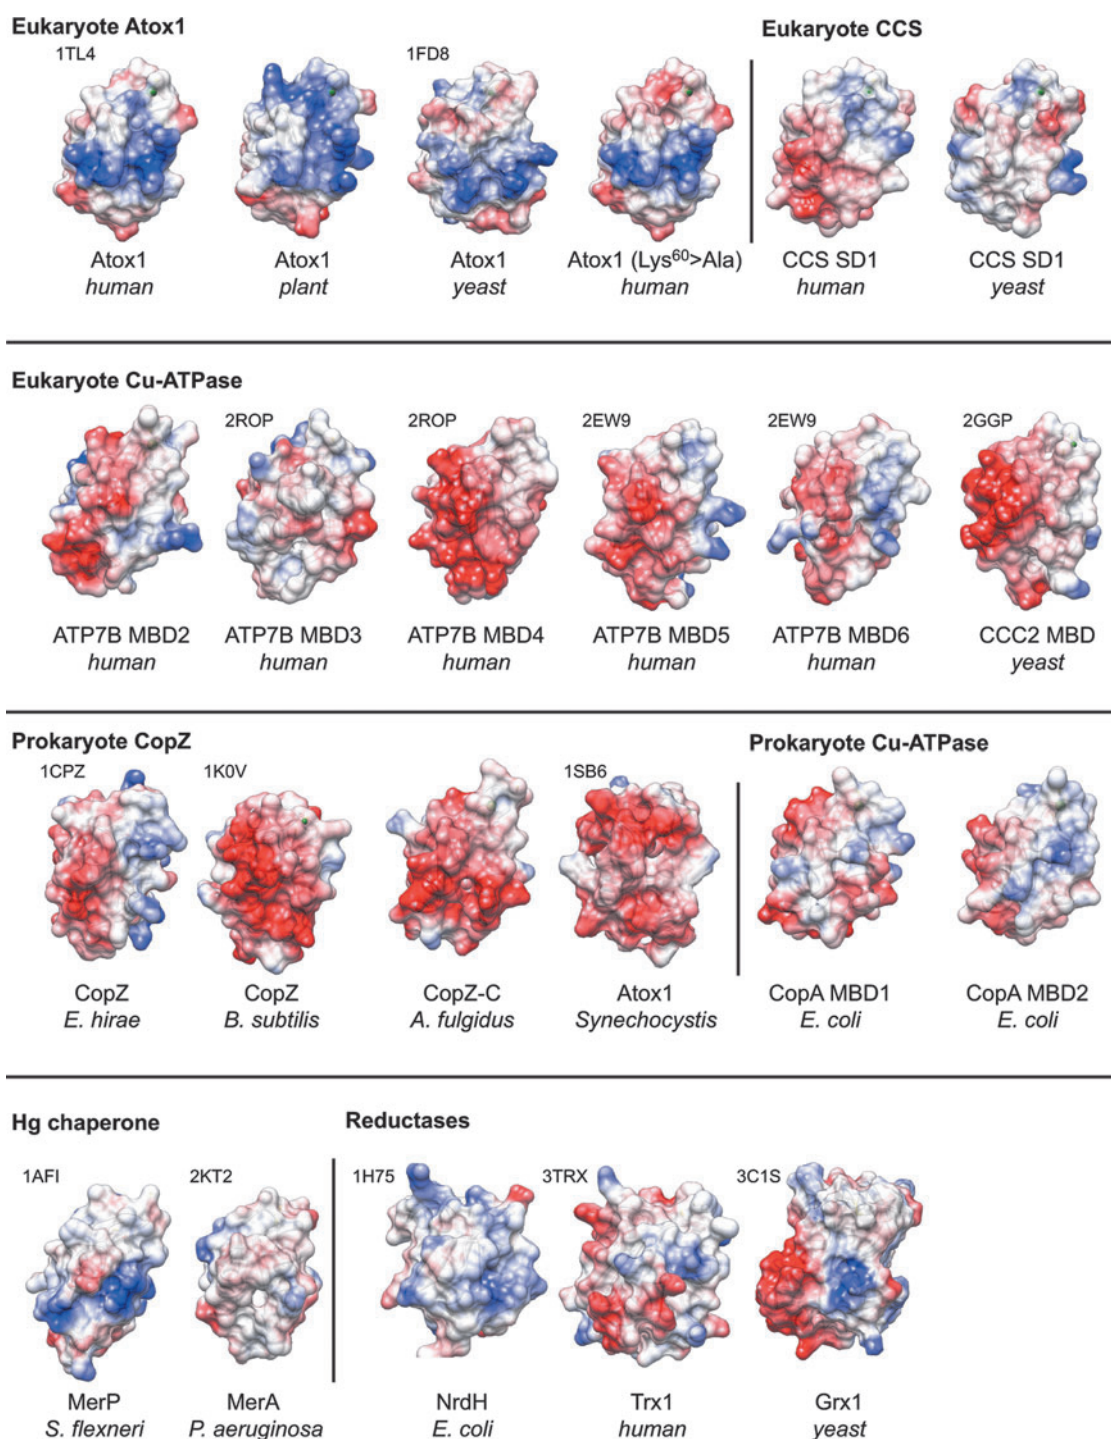 Eukaryote Atox1
Eukaryote CCS
1TL4
1FD8
Atox1
human
Atox1
plant
Atox1
yeast
Atox1 (Lys⁶⁰>Ala)
human
CCS SD1
human
CCS SD1
yeast
Eukaryote Cu-ATPase
2ROP
2ROP
2EW9
2EW9
2GGP
ATP7B MBD2
human
ATP7B MBD3
human
ATP7B MBD4
human
ATP7B MBD5
human
ATP7B MBD6
human
CCC2 MBD
yeast
Prokaryote CopZ
Prokaryote Cu-ATPase
1CPZ
1K0V
1SB6
CopZ
E. hirae
CopZ
B. subtilis
CopZ-C
A. fulgidus
Atox1
Synechocystis
CopA MBD1
E. coli
CopA MBD2
E. coli
Hg chaperone
Reductases
1AFI
2KT2
1H75
3TRX
3C1S
MerP
S. flexneri
MerA
P. aeruginosa
NrdH
E. coli
Trx1
human
Grx1
yeast